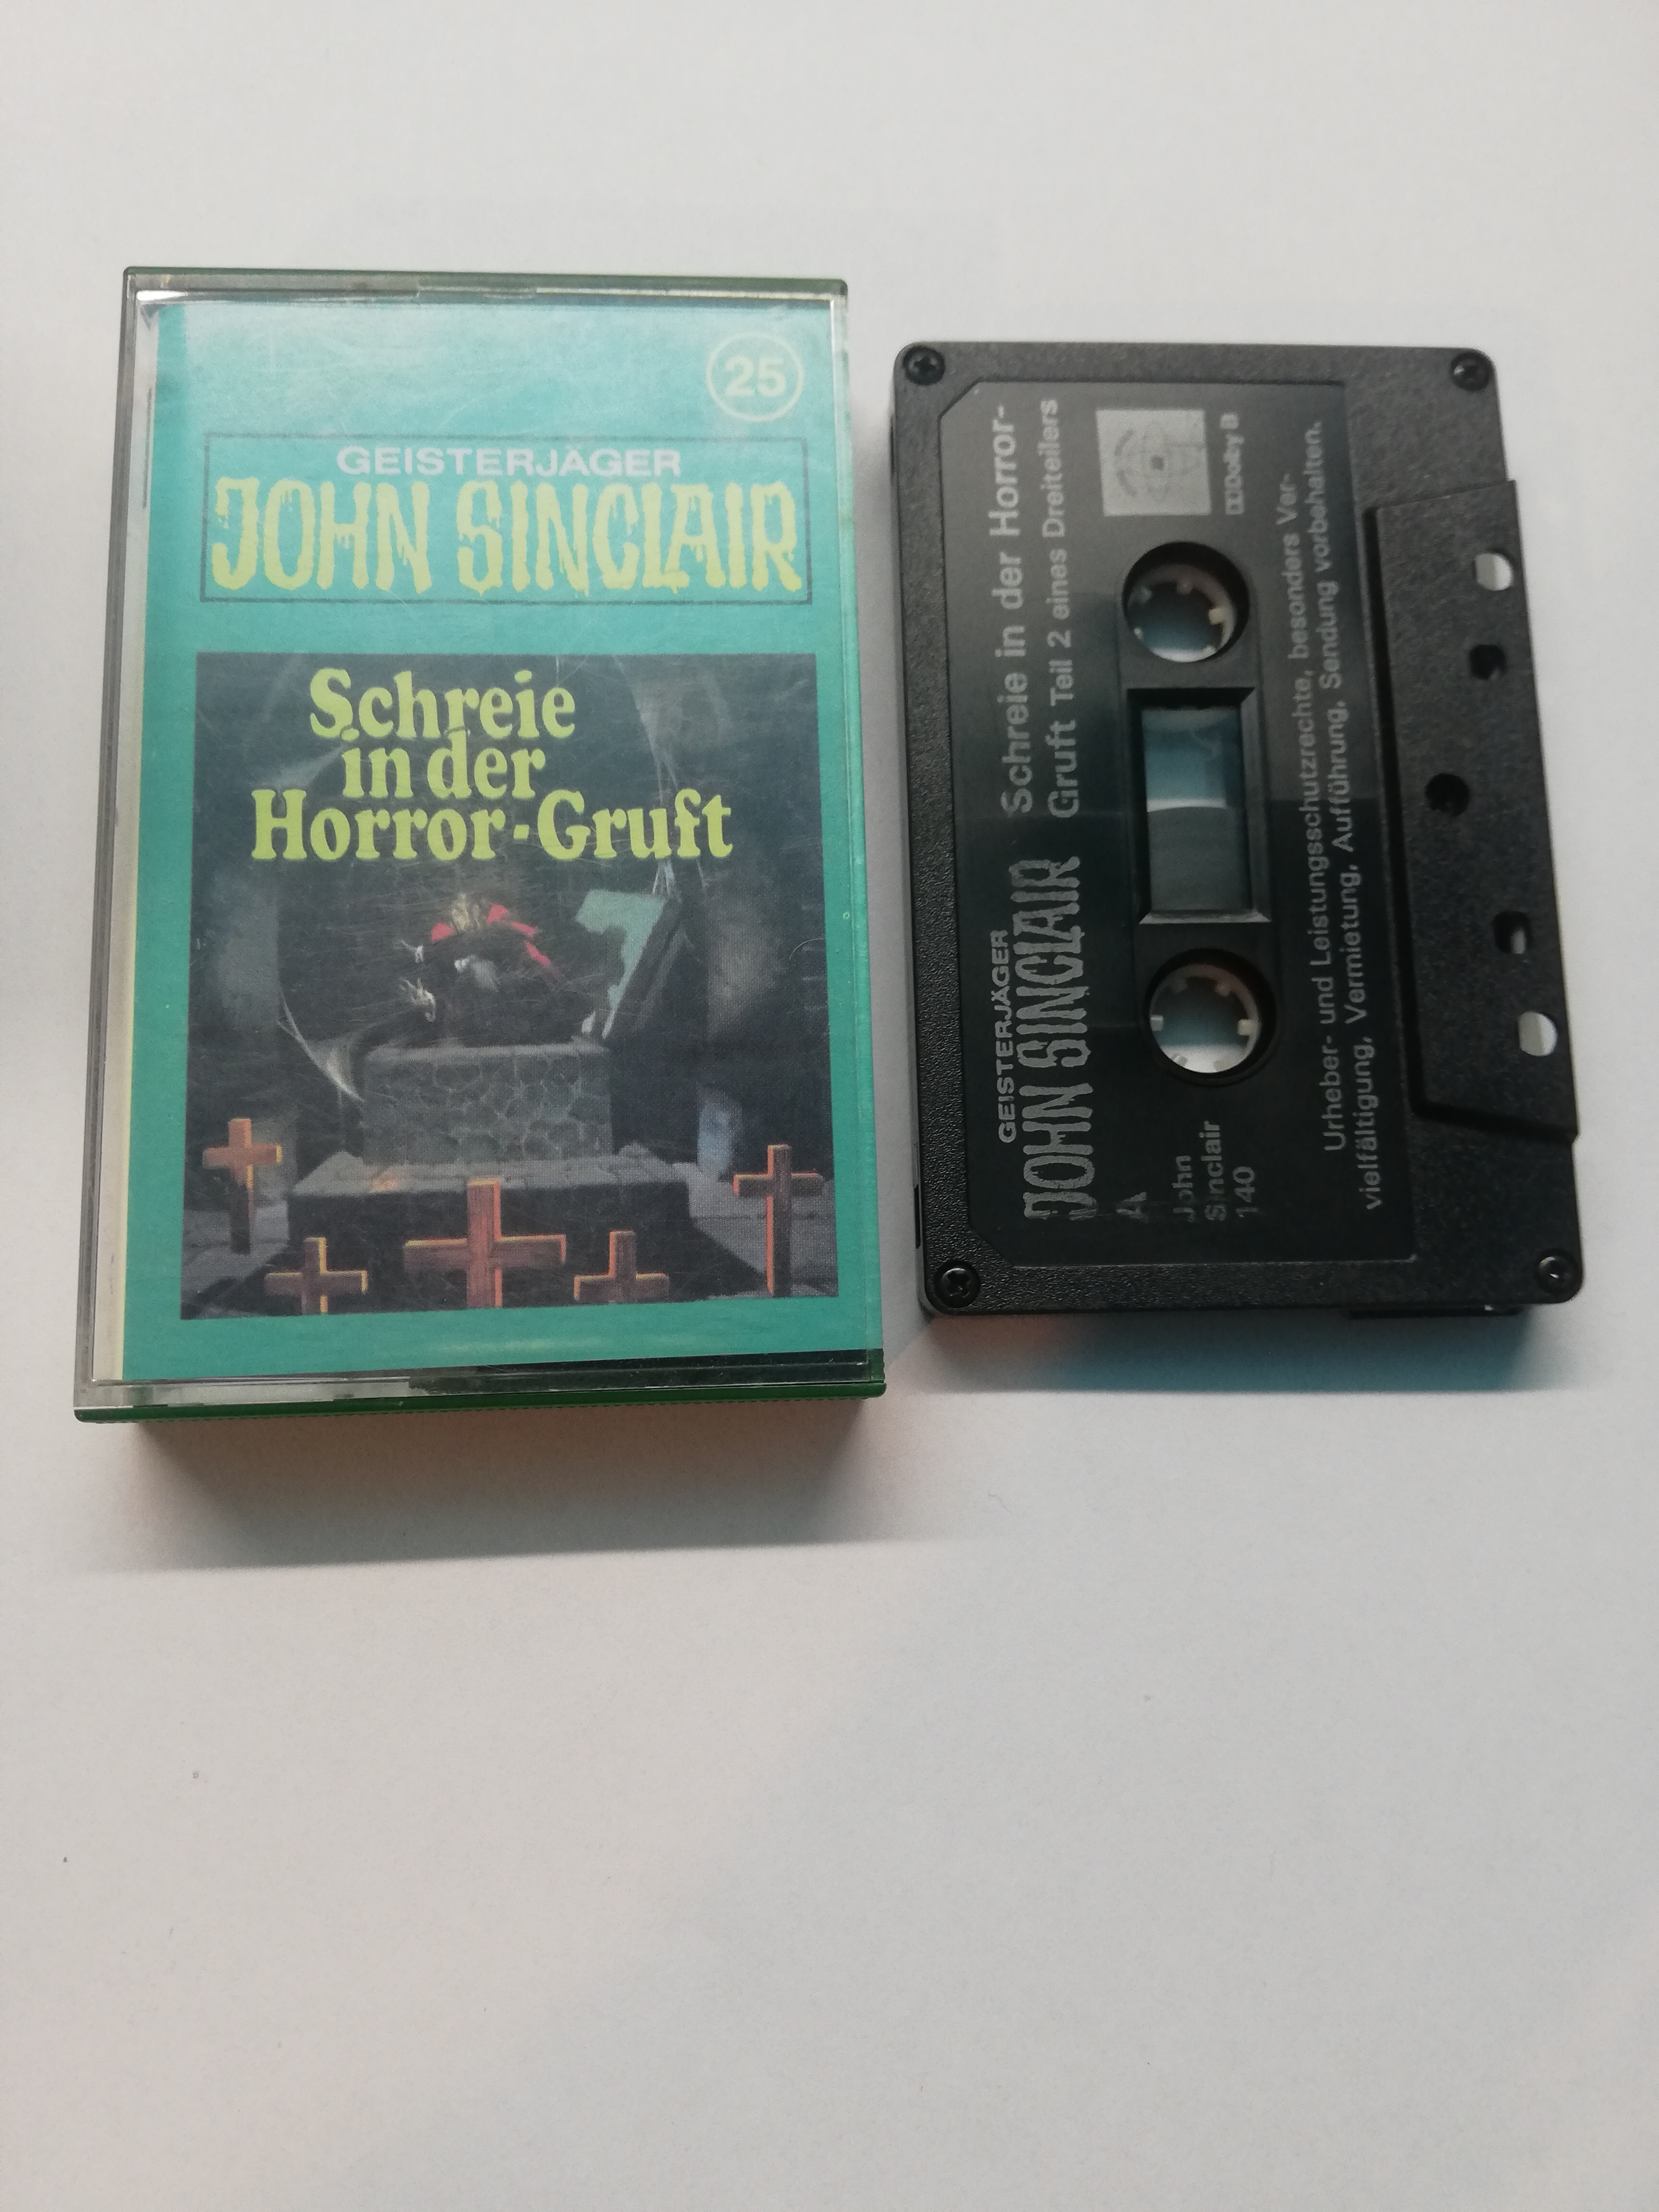 25
GEISTERJÄGER
JOHN SINCLAIR
Schreie
in der
Horror-Gruft
GEISTERJÄGER
JOHN SINCLAIR
Schreie in der Horror-
Gruft Teil 2 eines Dreiteilers
A
John
Sinclair
140
Dolby B
Urheber- und Leistungsschutzrechte, besonders Ver-
vielfältigung, Vermietung, Aufführung, Sendung vorbehalten.